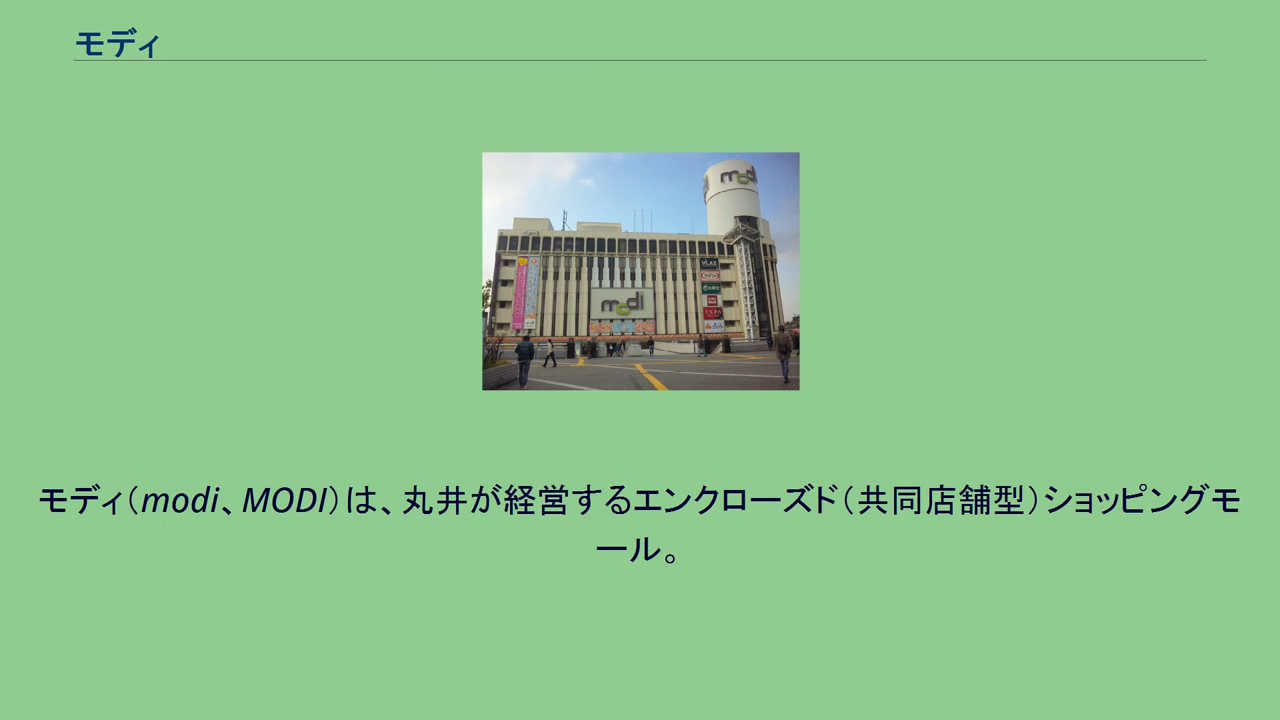 モディ
modi
VLAX
modi
モディ（modi、MODI）は、丸井が経営するエンクローズド（共同店舗型）ショッピングモ
ール。